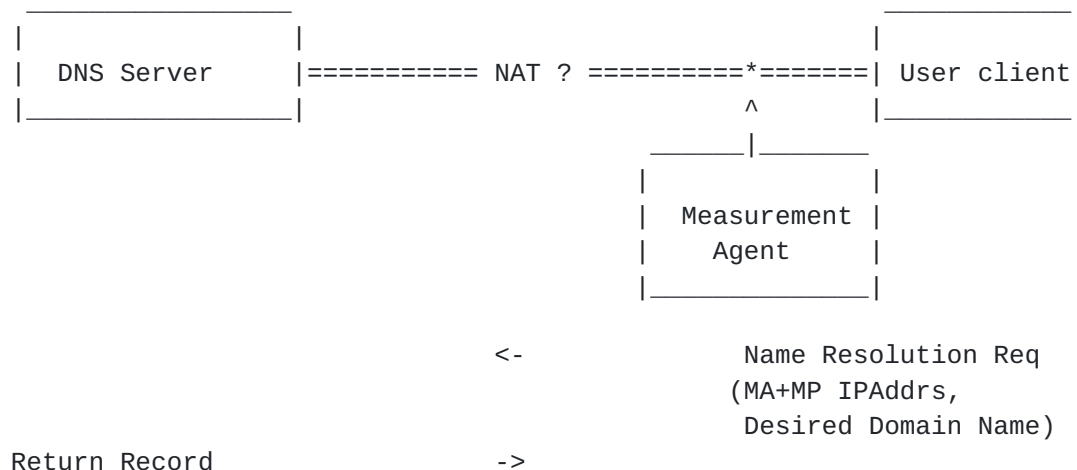 DNS Server =========== NAT ? ==========*======= User client
^
Measurement
Agent
<- Name Resolution Req
(MA+MP IPAddrs,
Desired Domain Name)
Return Record ->